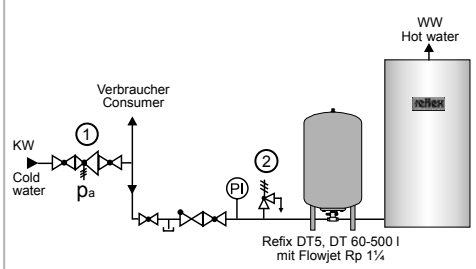 WW
Hot water
reflex
Verbraucher
Consumer
1
KW
Cold
water
pa
2
PI
Refix DT5, DT 60-500 l
mit Flowjet Rp 1¼